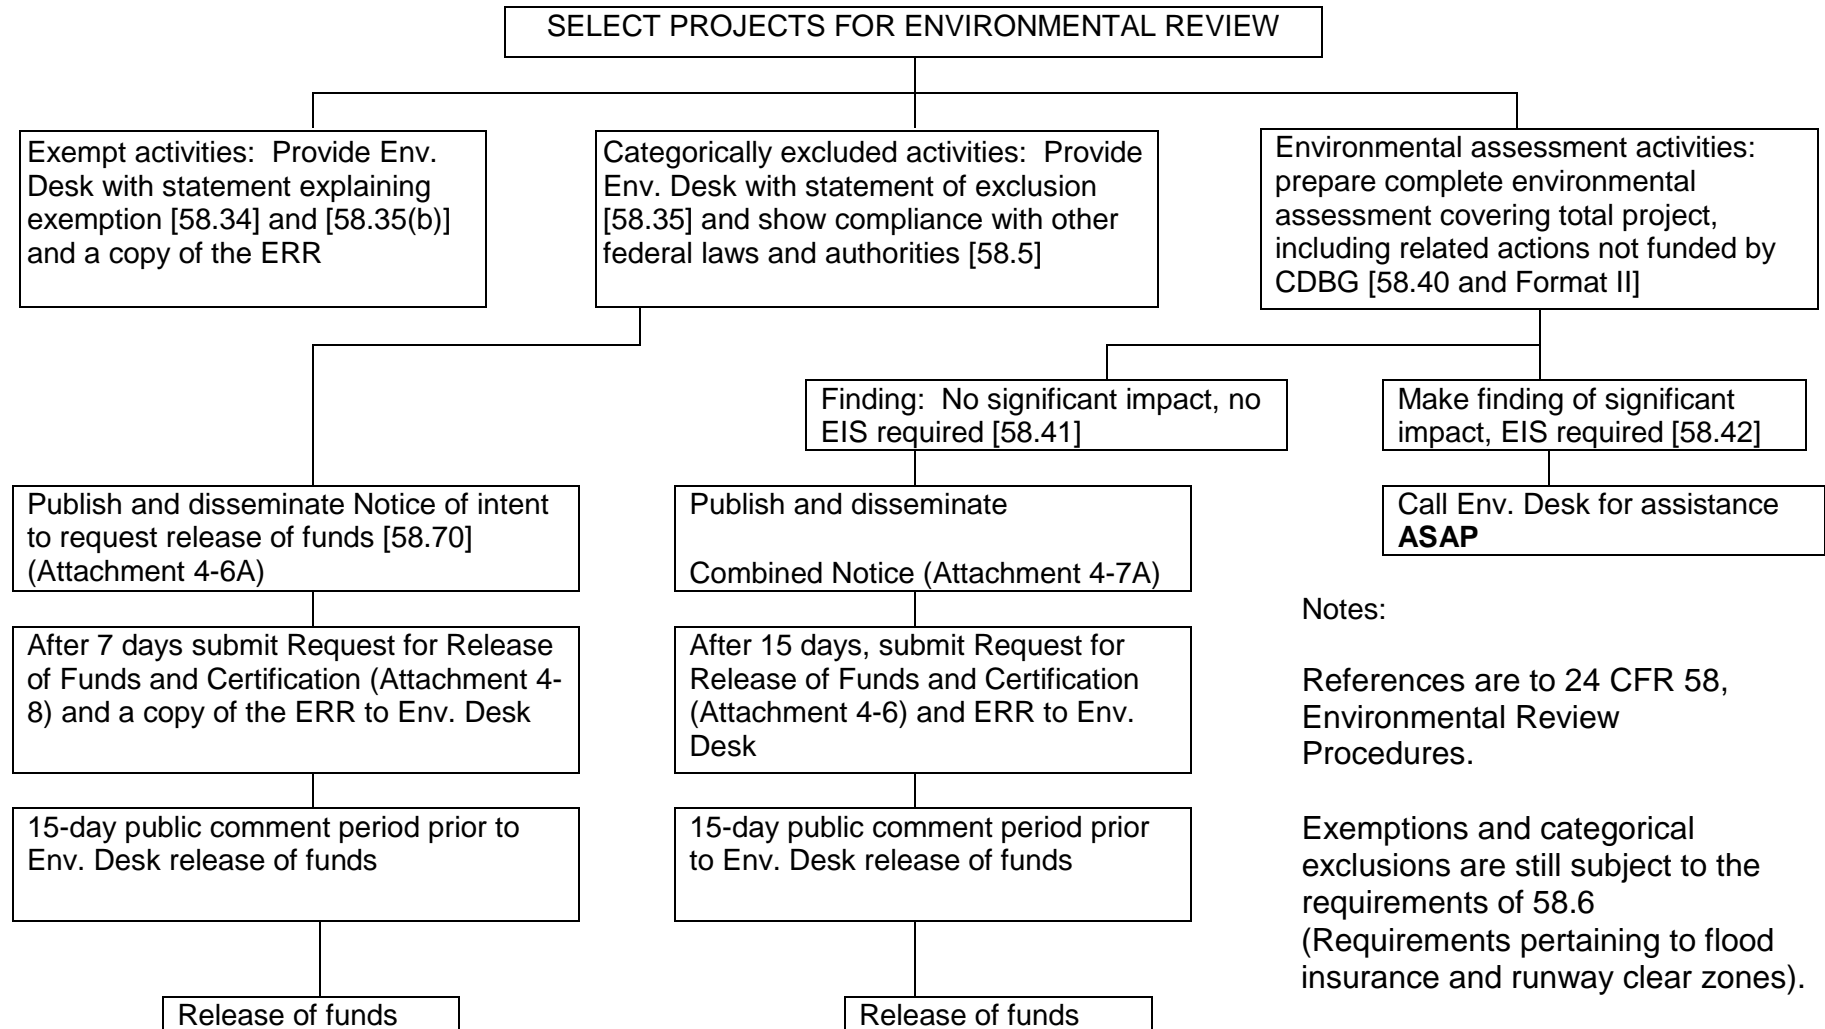 SELECT PROJECTS FOR ENVIRONMENTAL REVIEW
Exempt activities: Provide Env.
Desk with statement explaining
exemption [58.34] and [58.35(b)]
and a copy of the ERR
Categorically excluded activities: Provide
Env. Desk with statement of exclusion
[58.35] and show compliance with other
federal laws and authorities [58.5]
Environmental assessment activities:
prepare complete environmental
assessment covering total project,
including related actions not funded by
CDBG [58.40 and Format II]
Finding: No significant impact, no
EIS required [58.41]
Make finding of significant
impact, EIS required [58.42]
Publish and disseminate Notice of intent
to request release of funds [58.70]
(Attachment 4-6A)
Publish and disseminate
Combined Notice (Attachment 4-7A)
Call Env. Desk for assistance
ASAP
After 7 days submit Request for Release
of Funds and Certification (Attachment 4-
8) and a copy of the ERR to Env. Desk
After 15 days, submit Request for
Release of Funds and Certification
(Attachment 4-6) and ERR to Env.
Desk
15-day public comment period prior to
Env. Desk release of funds
15-day public comment period prior
to Env. Desk release of funds
Release of funds
Release of funds
Notes:
References are to 24 CFR 58,
Environmental Review
Procedures.
Exemptions and categorical
exclusions are still subject to the
requirements of 58.6
(Requirements pertaining to flood
insurance and runway clear zones).